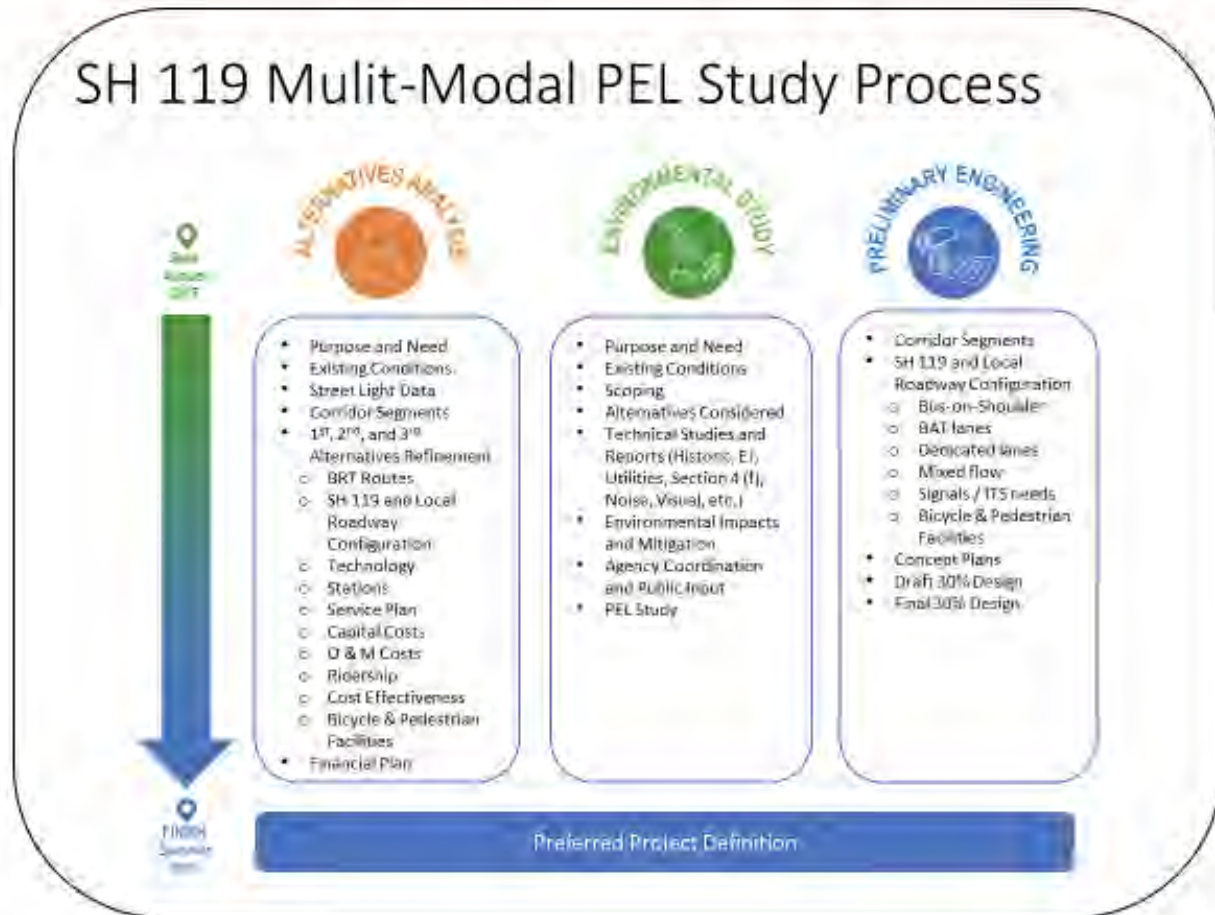 SH 119 Mulit-Modal PEL Study Process
ALTERNATIVES ANALYSIS
ENVIRONMENTAL STUDY
PRELIMINARY ENGINEERING
• Purpose and Need
• Existing Conditions
• Street Light Data
• Corridor Segments
• 1ST, 2ND, and 3RD
Alternatives Refinement
o BRT Routes
o SH 119 and Local
Roadway
Configuration
o Technology
o Stations
o Service Plan
o Capital Costs
o O & M Costs
o Ridership
o Cost Effectiveness
o Bicycle & Pedestrian
Facilities
• Financial Plan
• Purpose and Need
• Existing Conditions
• Scoping
• Alternatives Considered
• Technical Studies and
Reports (Historic, EJ,
Utilities, Section 4 (f),
Noise, Visual, etc.)
• Environmental Impacts
and Mitigation
• Agency Coordination
and Public Input
• PEL Study
• Corridor Segments
• SH 119 and Local
Roadway Configuration
o Bus-on-Shoulder
o BAT lanes
o Dedicated lanes
o Mixed flow
o Signals / ITS needs
o Bicycle & Pedestrian
Facilities
• Concept Plans
• Draft 30% Design
• Final 30% Design
Preferred Project Definition